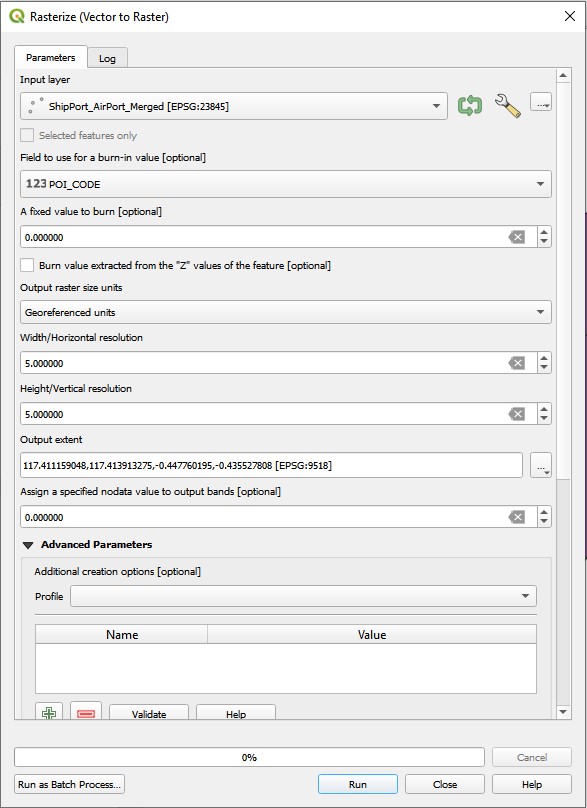 Rasterize (Vector to Raster)
Parameters
Log
Input layer
ShipPort_AirPort_Merged [EPSG:23845]
...
Selected features only
Field to use for a burn-in value [optional]
123 POI_CODE
A fixed value to burn [optional]
0.000000
Burn value extracted from the "Z" values of the feature [optional]
Output raster size units
Georeferenced units
Width/Horizontal resolution
5.000000
Height/Vertical resolution
5.000000
Output extent
117.411159048,117.413913275,-0.447760195,-0.435527808 [EPSG:9518]
...
Assign a specified nodata value to output bands [optional]
0.000000
Advanced Parameters
Additional creation options [optional]
Profile
Name Value
Validate Help
0% Cancel
Run as Batch Process... Run Close Help